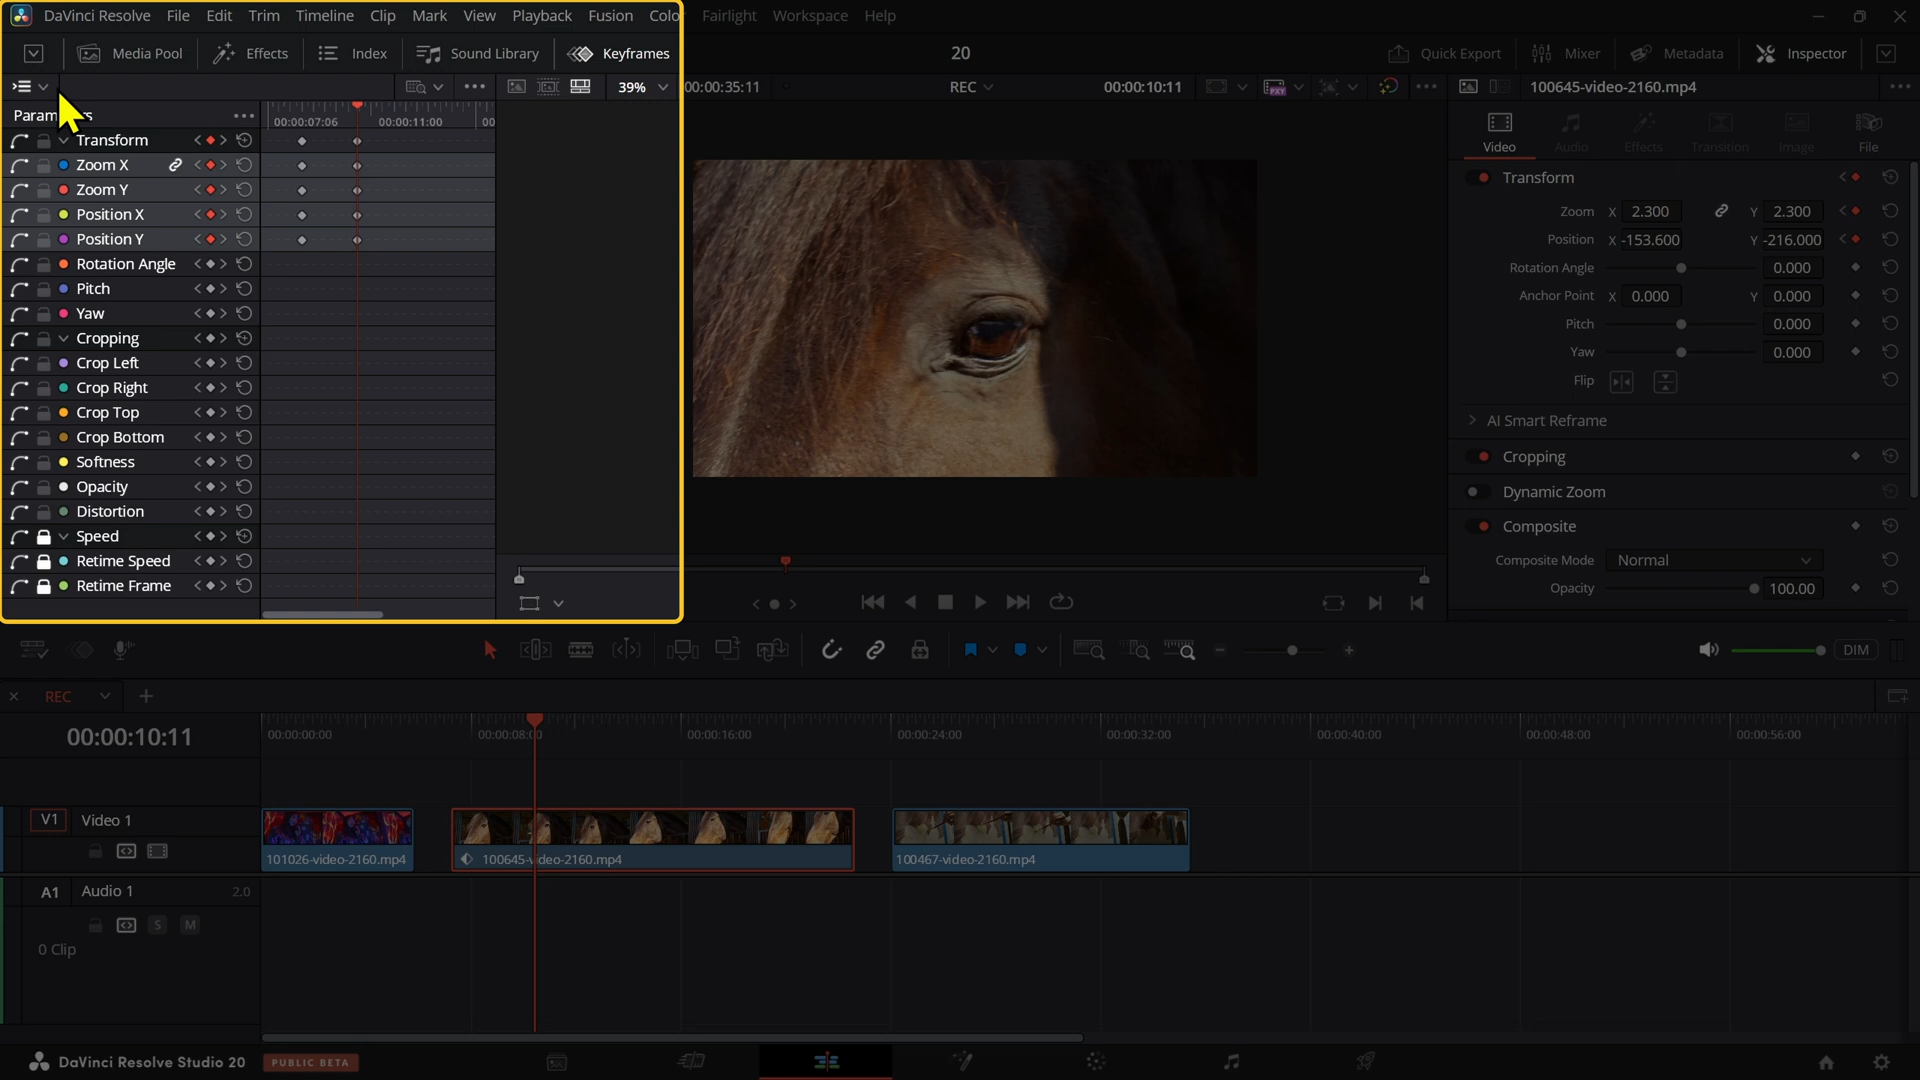 DaVinci Resolve File Edit Trim Timeline Clip Mark View Playback Fusion Colo Fairlight Workspace Help
Media Pool Effects Index Sound Library Keyframes 20 Quick Export Mixer Metadata Inspector
39% 00:00:35:11 REC 00:00:10:11 100645-video-2160.mp4
00:00:07:06 00:00:11:00 00
Video Audio Effects Transition Image File
Transform
Zoom X
Zoom Y
Position X
Position Y
Rotation Angle
Pitch
Yaw
Cropping
Crop Left
Crop Right
Crop Top
Crop Bottom
Softness
Opacity
Distortion
Speed
Retime Speed
Retime Frame
Transform
Zoom X 2.300 Y 2.300
Position X -153.600 Y -216.000
Rotation Angle 0.000
Anchor Point X 0.000 Y 0.000
Pitch 0.000
Yaw 0.000
Flip
AI Smart Reframe
Cropping
Dynamic Zoom
Composite
Composite Mode Normal
Opacity 100.00
PXY
DIM
REC
00:00:10:11 00:00:00:00 00:00:08:00 00:00:16:00 00:00:24:00 00:00:32:00 00:00:40:00 00:00:48:00 00:00:56:00
V1 Video 1
101026-video-2160.mp4 100645-video-2160.mp4 100467-video-2160.mp4
A1 Audio 1 2.0
S M
0 Clip
DaVinci Resolve Studio 20 PUBLIC BETA